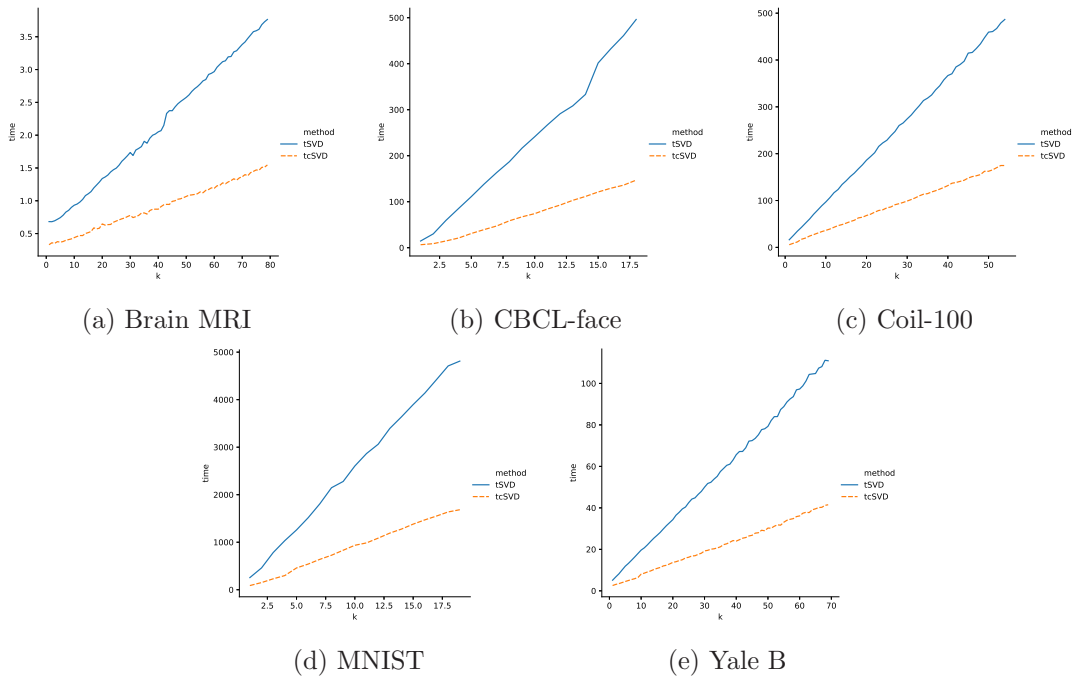 3.5
3.0
2.5
2.0
1.5
1.0
0.5
time
0 10 20 30 40 50 60 70 80
k
method
tSVD
tcSVD
(a) Brain MRI
500
400
300
200
100
0
time
2.5 5.0 7.5 10.0 12.5 15.0 17.5
k
method
tSVD
tcSVD
(b) CBCL-face
500
400
300
200
100
0
time
0 10 20 30 40 50
k
method
tSVD
tcSVD
(c) Coil-100
5000
4000
3000
2000
1000
0
time
2.5 5.0 7.5 10.0 12.5 15.0 17.5
k
method
tSVD
tcSVD
(d) MNIST
100
80
60
40
20
0
time
0 10 20 30 40 50 60 70
k
method
tSVD
tcSVD
(e) Yale B